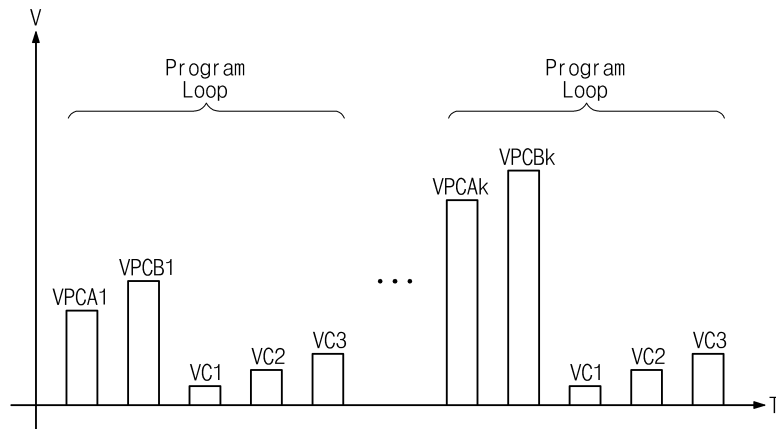 V
Program
Loop
Program
Loop
VPCA1
VPCB1
VC1
VC2
VC3
...
VPCAk
VPCBk
VC1
VC2
VC3
T